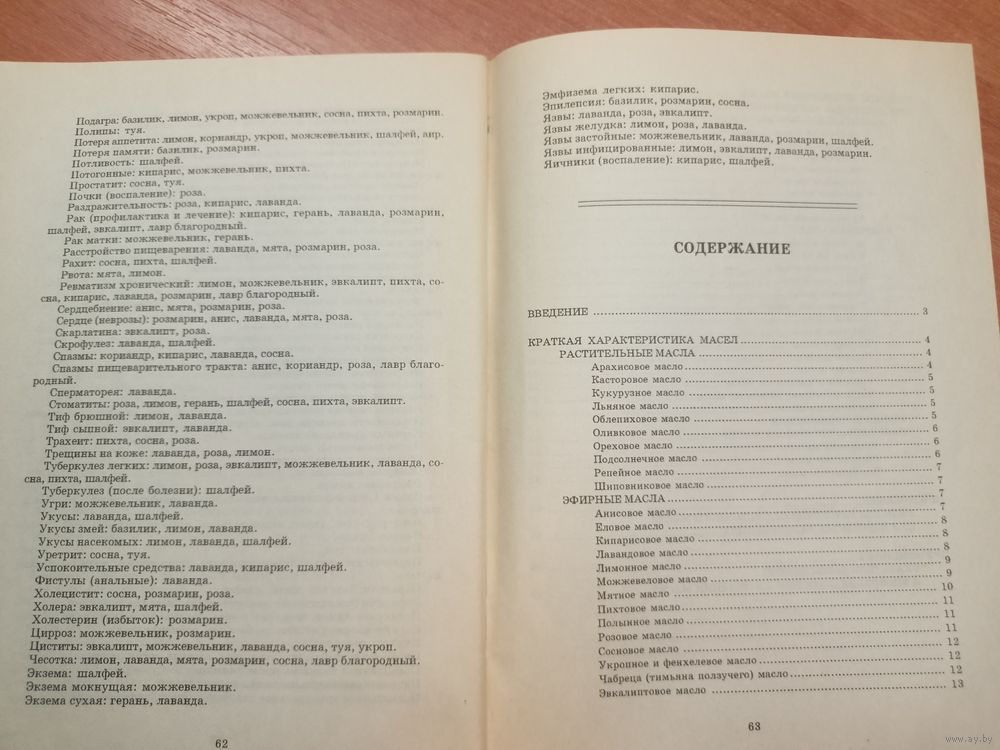 Подагра: базилик, лимон, укроп, можжевельник, сосна, пихта, розмарин.
Полипы: туя.
Потеря аппетита: лимон, кориандр, укроп, можжевельник, шалфей, аир.
Потеря памяти: базилик, розмарин.
Потливость: шалфей.
Потогонные: кипарис, можжевельник, пихта.
Простатит: сосна, туя.
Почки (воспаление): роза.
Раздражительность: роза, кипарис, лаванда.
Рак (профилактика и лечение): кипарис, герань, лаванда, розмарин,
шалфей, эвкалипт, лавр благородный.
Рак матки: можжевельник, герань.
Расстройство пищеварения: лаванда, мята, розмарин, роза.
Рахит: сосна, пихта, шалфей.
Рвота: мята, лимон.
Ревматизм хронический: лимон, можжевельник, эвкалипт, пихта, со-
сна, кипарис, лаванда, розмарин, лавр благородный.
Сердцебиение: анис, мята, розмарин, роза.
Сердце (неврозы): розмарин, анис, лаванда, мята, роза.
Скарлатина: эвкалипт, роза.
Скрофулез: лаванда, шалфей.
Спазмы: кориандр, кипарис, лаванда, сосна.
Спазмы пищеварительного тракта: анис, кориандр, роза, лавр благо-
родный.
Сперматорея: лаванда.
Стоматиты: роза, лимон, герань, шалфей, сосна, пихта, эвкалипт.
Тиф брюшной: лимон, лаванда.
Тиф сыпной: эвкалипт, лаванда.
Трахеит: пихта, сосна, роза.
Трещины на коже: лаванда, роза, лимон.
Туберкулез легких: лимон, роза, эвкалипт, можжевельник, лаванда, со-
сна, пихта, шалфей.
Туберкулез (после болезни): шалфей.
Угри: можжевельник, лаванда.
Укусы: лаванда, шалфей.
Укусы змей: базилик, лимон, лаванда.
Укусы насекомых: лимон, лаванда, шалфей.
Уретрит: сосна, туя.
Успокоительные средства: лаванда, кипарис, шалфей.
Фистулы (анальные): лаванда.
Холецистит: сосна, розмарин, роза.
Холера: эвкалипт, мята, шалфей.
Холестерин (избыток): розмарин.
Цирроз: можжевельник, розмарин.
Циститы: эвкалипт, можжевельник, лаванда, сосна, туя, укроп.
Чесотка: лимон, лаванда, мята, розмарин, сосна, лавр благородный.
Экзема: шалфей.
Экзема мокнущая: можжевельник.
Экзема сухая: герань, лаванда.
62
Эмфизема легких: кипарис.
Эпилепсия: базилик, розмарин, сосна.
Язвы: лаванда, роза, эвкалипт.
Язвы желудка: лимон, роза, лаванда.
Язвы застойные: можжевельник, лаванда, розмарин, шалфей.
Язвы инфицированные: лимон, эвкалипт, лаванда, розмарин.
Яичники (воспаление): кипарис, шалфей.
СОДЕРЖАНИЕ
ВВЕДЕНИЕ ........ 3
КРАТКАЯ ХАРАКТЕРИСТИКА МАСЕЛ ........ 4
РАСТИТЕЛЬНЫЕ МАСЛА ........ 4
Арахисовое масло ........ 4
Касторовое масло ........ 5
Кукурузное масло ........ 5
Льняное масло ........ 5
Облепиховое масло ........ 5
Оливковое масло ........ 6
Ореховое масло ........ 6
Подсолнечное масло ........ 6
Репейное масло ........ 7
Шиповниковое масло ........ 7
ЭФИРНЫЕ МАСЛА ........ 7
Анисовое масло ........ 7
Еловое масло ........ 8
Кипарисовое масло ........ 8
Лавандовое масло ........ 8
Лимонное масло ........ 9
Можжевеловое масло ........ 9
Мятное масло ........ 10
Пихтовое масло ........ 11
Полынное масло ........ 11
Розовое масло ........ 11
Сосновое масло ........ 12
Укропное и фенхелевое масло ........ 12
Чабреца (тимьяна ползучего) масло ........ 12
Эвкалиптовое масло ........ 13
63
www.ay.by